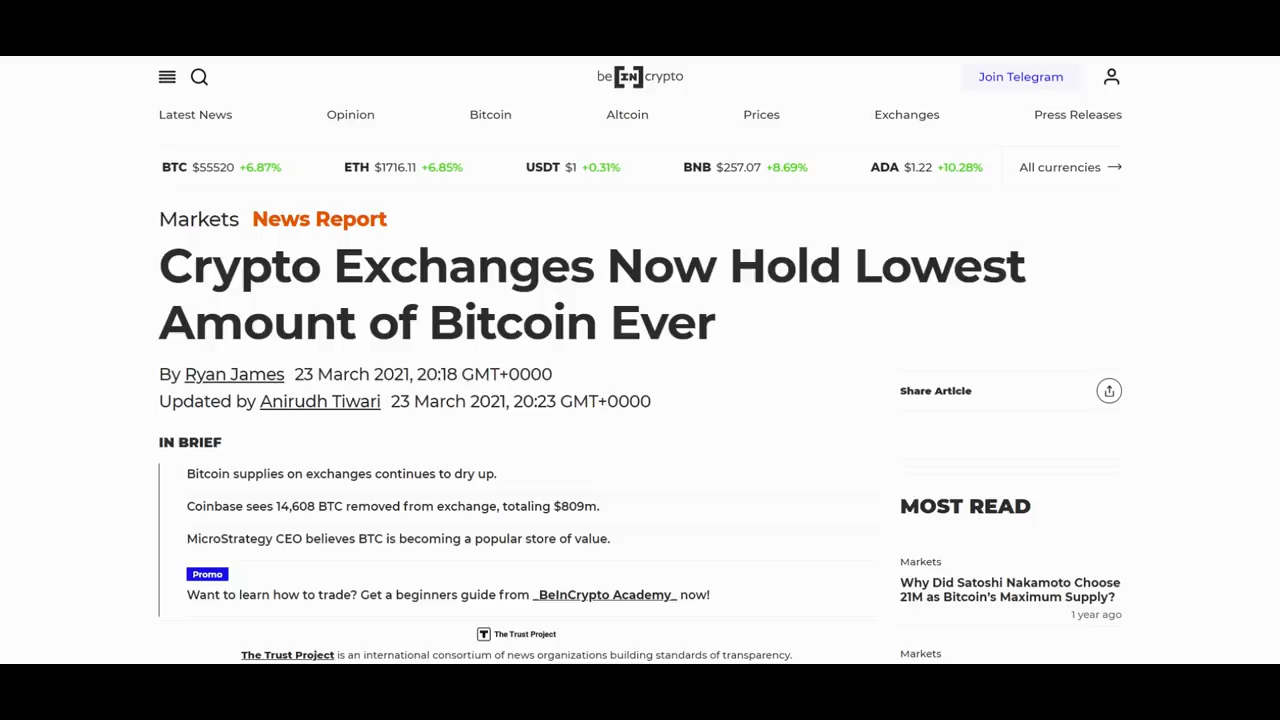 be[IN]crypto
Join Telegram
Latest News Opinion Bitcoin Altcoin Prices Exchanges Press Releases
BTC $55520 +6.87% ETH $1716.11 +6.85% USDT $1 +0.31% BNB $257.07 +8.69% ADA $1.22 +10.28% All currencies →
Markets News Report
Crypto Exchanges Now Hold Lowest
Amount of Bitcoin Ever
By Ryan James 23 March 2021, 20:18 GMT+0000
Updated by Anirudh Tiwari 23 March 2021, 20:23 GMT+0000
IN BRIEF
Bitcoin supplies on exchanges continues to dry up.
Coinbase sees 14,608 BTC removed from exchange, totaling $809m.
MicroStrategy CEO believes BTC is becoming a popular store of value.
Promo
Want to learn how to trade? Get a beginners guide from _BeInCrypto Academy_ now!
T The Trust Project
The Trust Project is an international consortium of news organizations building standards of transparency.
Share Article
MOST READ
Markets
Why Did Satoshi Nakamoto Choose
21M as Bitcoin's Maximum Supply?
1 year ago
Markets